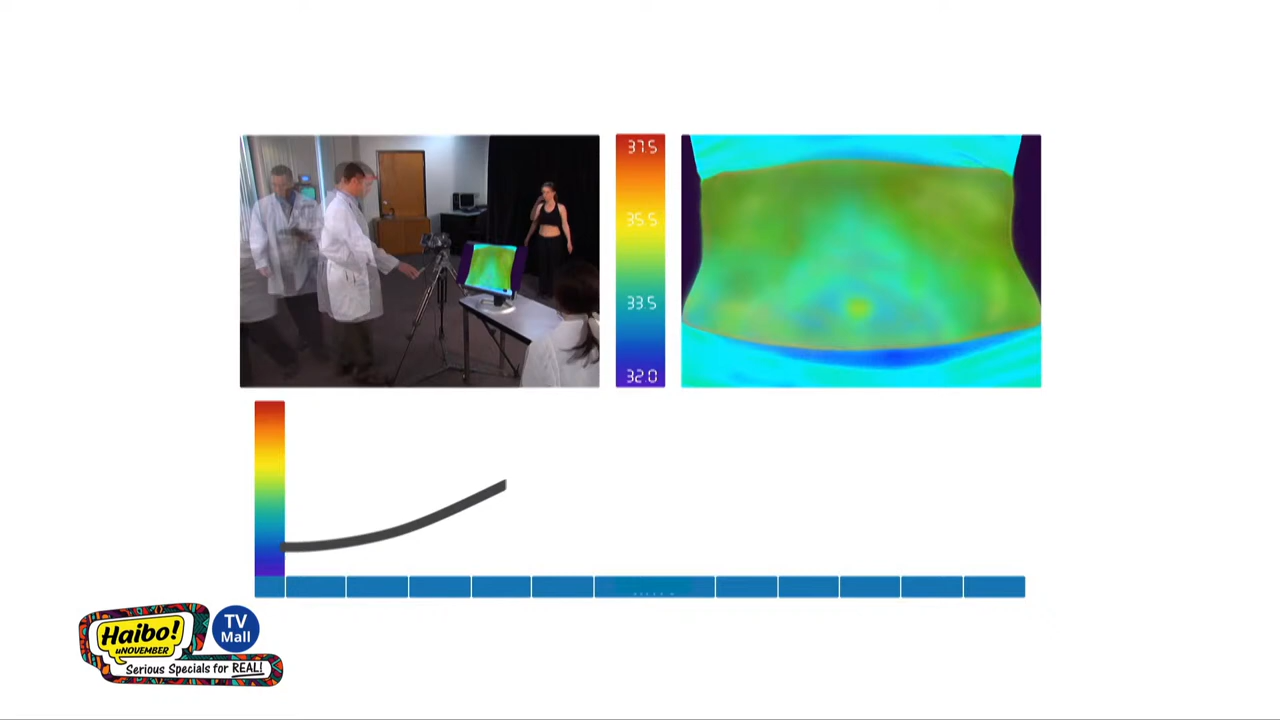 37.5
35.5
33.5
32.0
Haibo!
uNOVEMBER
Serious Specials for REAL!
TV
Mall